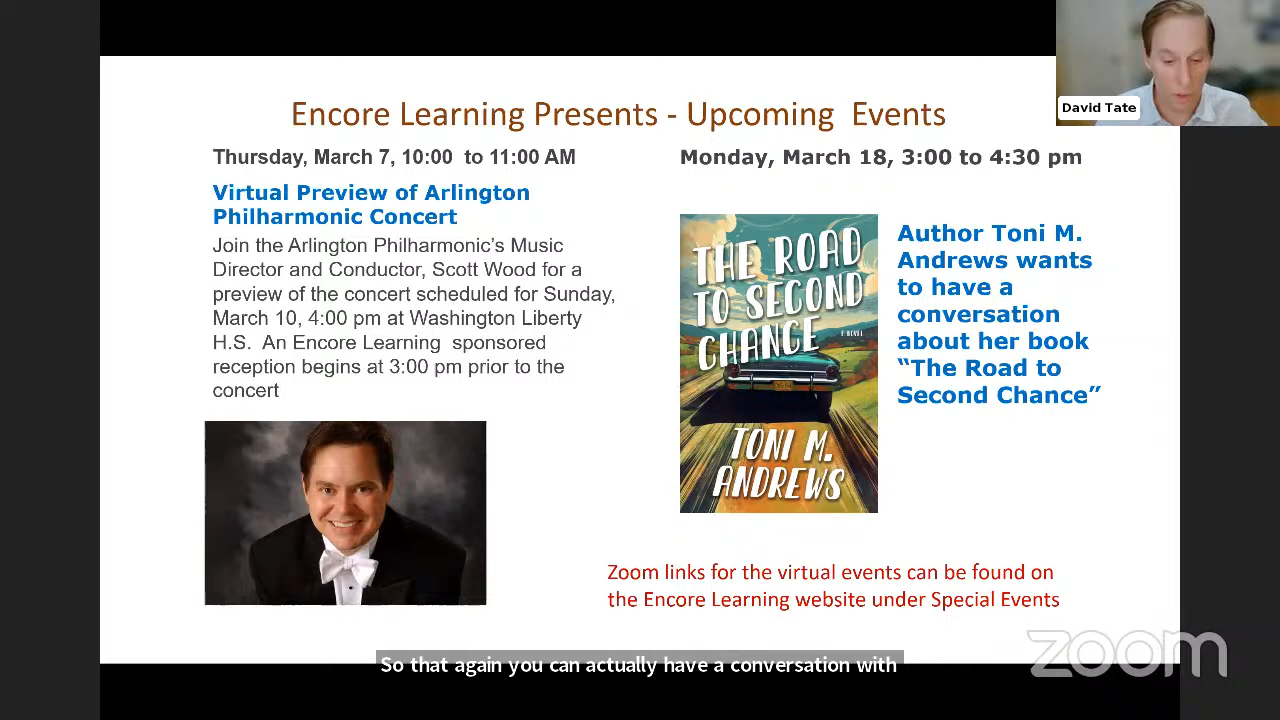 David Tate
Encore Learning Presents - Upcoming Events
Thursday, March 7, 10:00 to 11:00 AM
Virtual Preview of Arlington
Philharmonic Concert
Join the Arlington Philharmonic’s Music
Director and Conductor, Scott Wood for a
preview of the concert scheduled for Sunday,
March 10, 4:00 pm at Washington Liberty
H.S. An Encore Learning sponsored
reception begins at 3:00 pm prior to the
concert
Monday, March 18, 3:00 to 4:30 pm
THE ROAD
TO SECOND
CHANCE
A NOVEL
TONI M.
ANDREWS
Author Toni M.
Andrews wants
to have a
conversation
about her book
“The Road to
Second Chance”
Zoom links for the virtual events can be found on
the Encore Learning website under Special Events
So that again you can actually have a conversation with
zoom